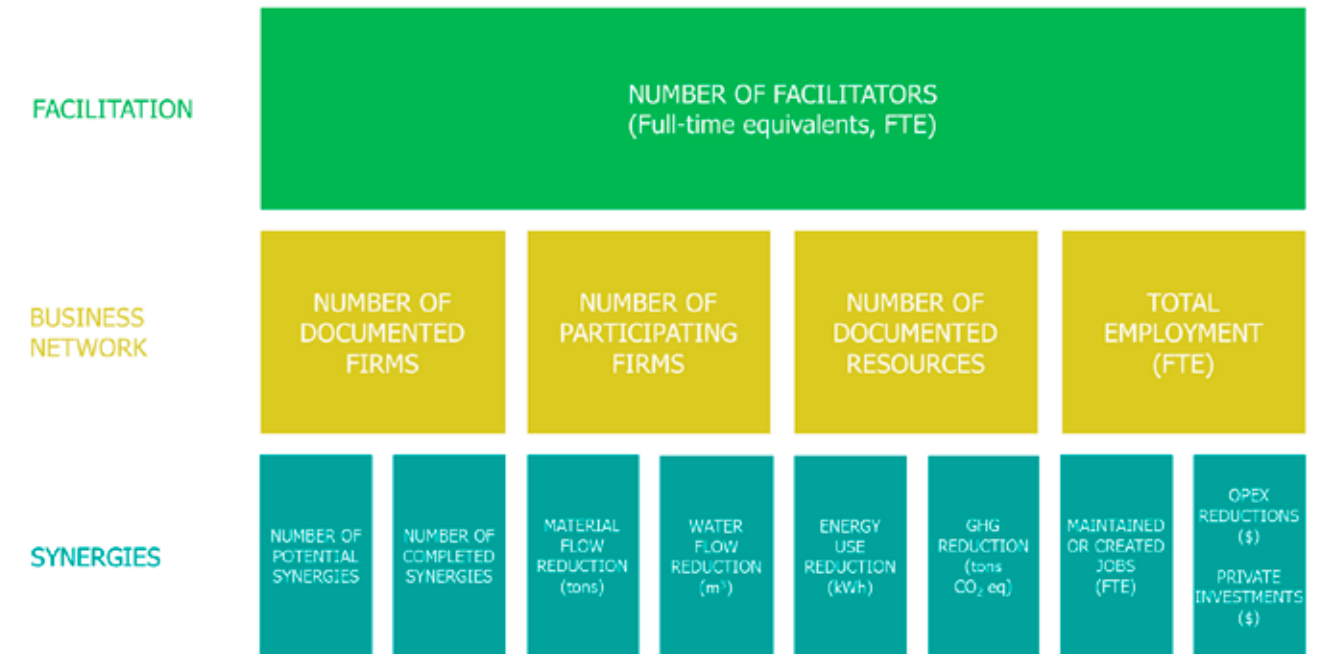 FACILITATION
NUMBER OF FACILITATORS
(Full-time equivalents, FTE)
BUSINESS
NETWORK
NUMBER OF
DOCUMENTED
FIRMS
NUMBER OF
PARTICIPATING
FIRMS
NUMBER OF
DOCUMENTED
RESOURCES
TOTAL
EMPLOYMENT
(FTE)
SYNERGIES
NUMBER OF
POTENTIAL
SYNERGIES
NUMBER OF
COMPLETED
SYNERGIES
MATERIAL
FLOW
REDUCTION
(tons)
WATER
FLOW
REDUCTION
(m³)
ENERGY
USE
REDUCTION
(kWh)
GHG
REDUCTION
(tons
CO₂ eq)
MAINTAINED
OR CREATED
JOBS
(FTE)
OPEX
REDUCTIONS
($)
PRIVATE
INVESTMENTS
($)